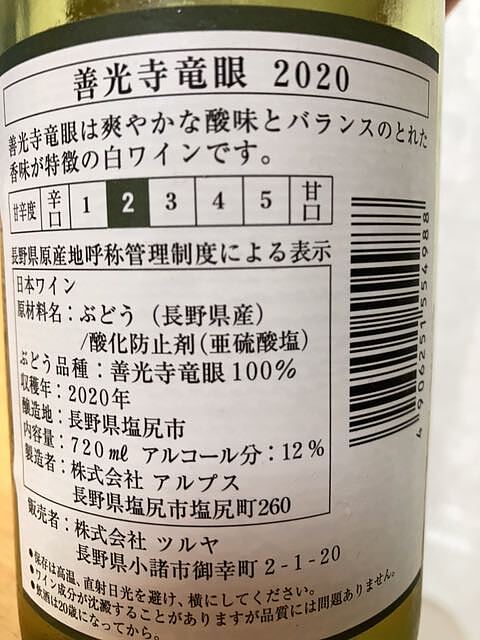 善光寺竜眼 2020
善光寺竜眼は爽やかな酸味とバランスのとれた
香味が特徴の白ワインです。
甘辛度 辛口 1 2 3 4 5 甘口
長野県原産地呼称管理制度による表示
日本ワイン
原材料名：ぶどう（長野県産）
/酸化防止剤(亜硫酸塩)
ぶどう品種：善光寺竜眼100%
収穫年：2020年
醸造地：長野県塩尻市
内容量：720mℓ アルコール分：12%
製造者：株式会社 アルプス
長野県塩尻市塩尻町260
販売者：株式会社 ツルヤ
長野県小諸市御幸町2-1-20
●保存は高温、直射日光を避け、横にしてください。
●ワイン成分が沈澱することがありますが品質には問題ありません。
●飲酒は20歳になってから。
4906251554988